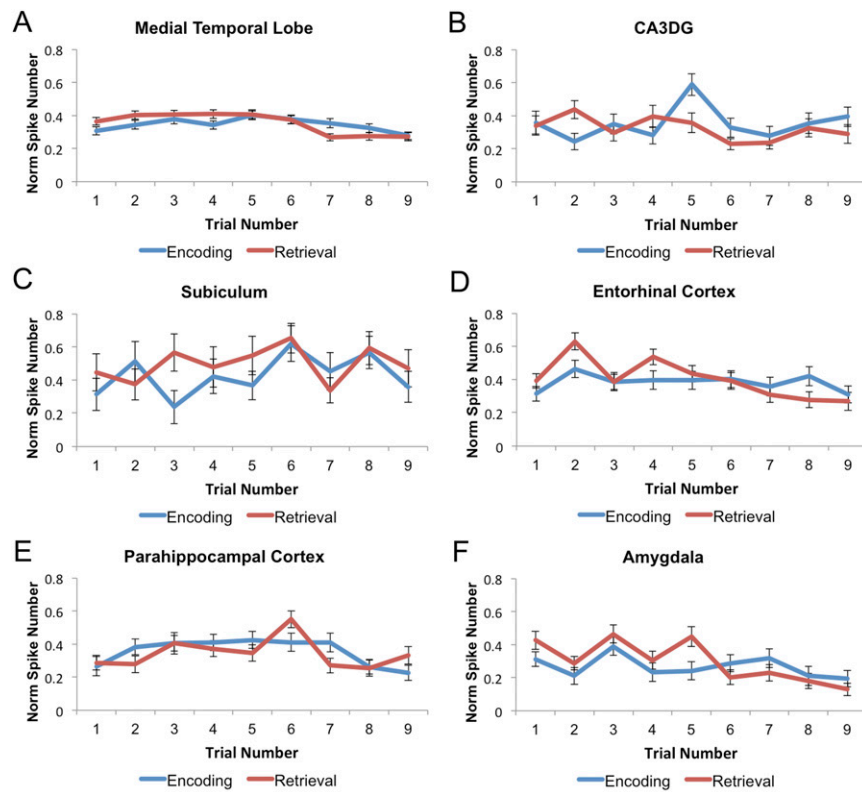 A
Medial Temporal Lobe
Norm Spike Number
0.8
0.6
0.4
0.2
0
1 2 3 4 5 6 7 8 9
Trial Number
Encoding Retrieval
B
CA3DG
Norm Spike Number
0.8
0.6
0.4
0.2
0
1 2 3 4 5 6 7 8 9
Trial Number
Encoding Retrieval
C
Subiculum
Norm Spike Number
0.8
0.6
0.4
0.2
0
1 2 3 4 5 6 7 8 9
Trial Number
Encoding Retrieval
D
Entorhinal Cortex
Norm Spike Number
0.8
0.6
0.4
0.2
0
1 2 3 4 5 6 7 8 9
Trial Number
Encoding Retrieval
E
Parahippocampal Cortex
Norm Spike Number
0.8
0.6
0.4
0.2
0
1 2 3 4 5 6 7 8 9
Trial Number
Encoding Retrieval
F
Amygdala
Norm Spike Number
0.8
0.6
0.4
0.2
0
1 2 3 4 5 6 7 8 9
Trial Number
Encoding Retrieval